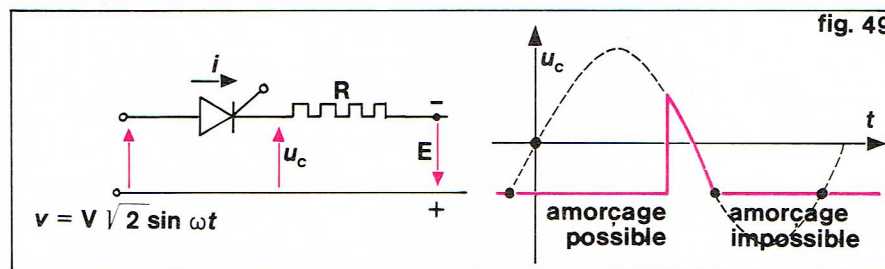 fig. 49
i
R
−
u_c
E
+
v = V √2 sin ωt
u_c
t
amorçage
possible
amorçage
impossible